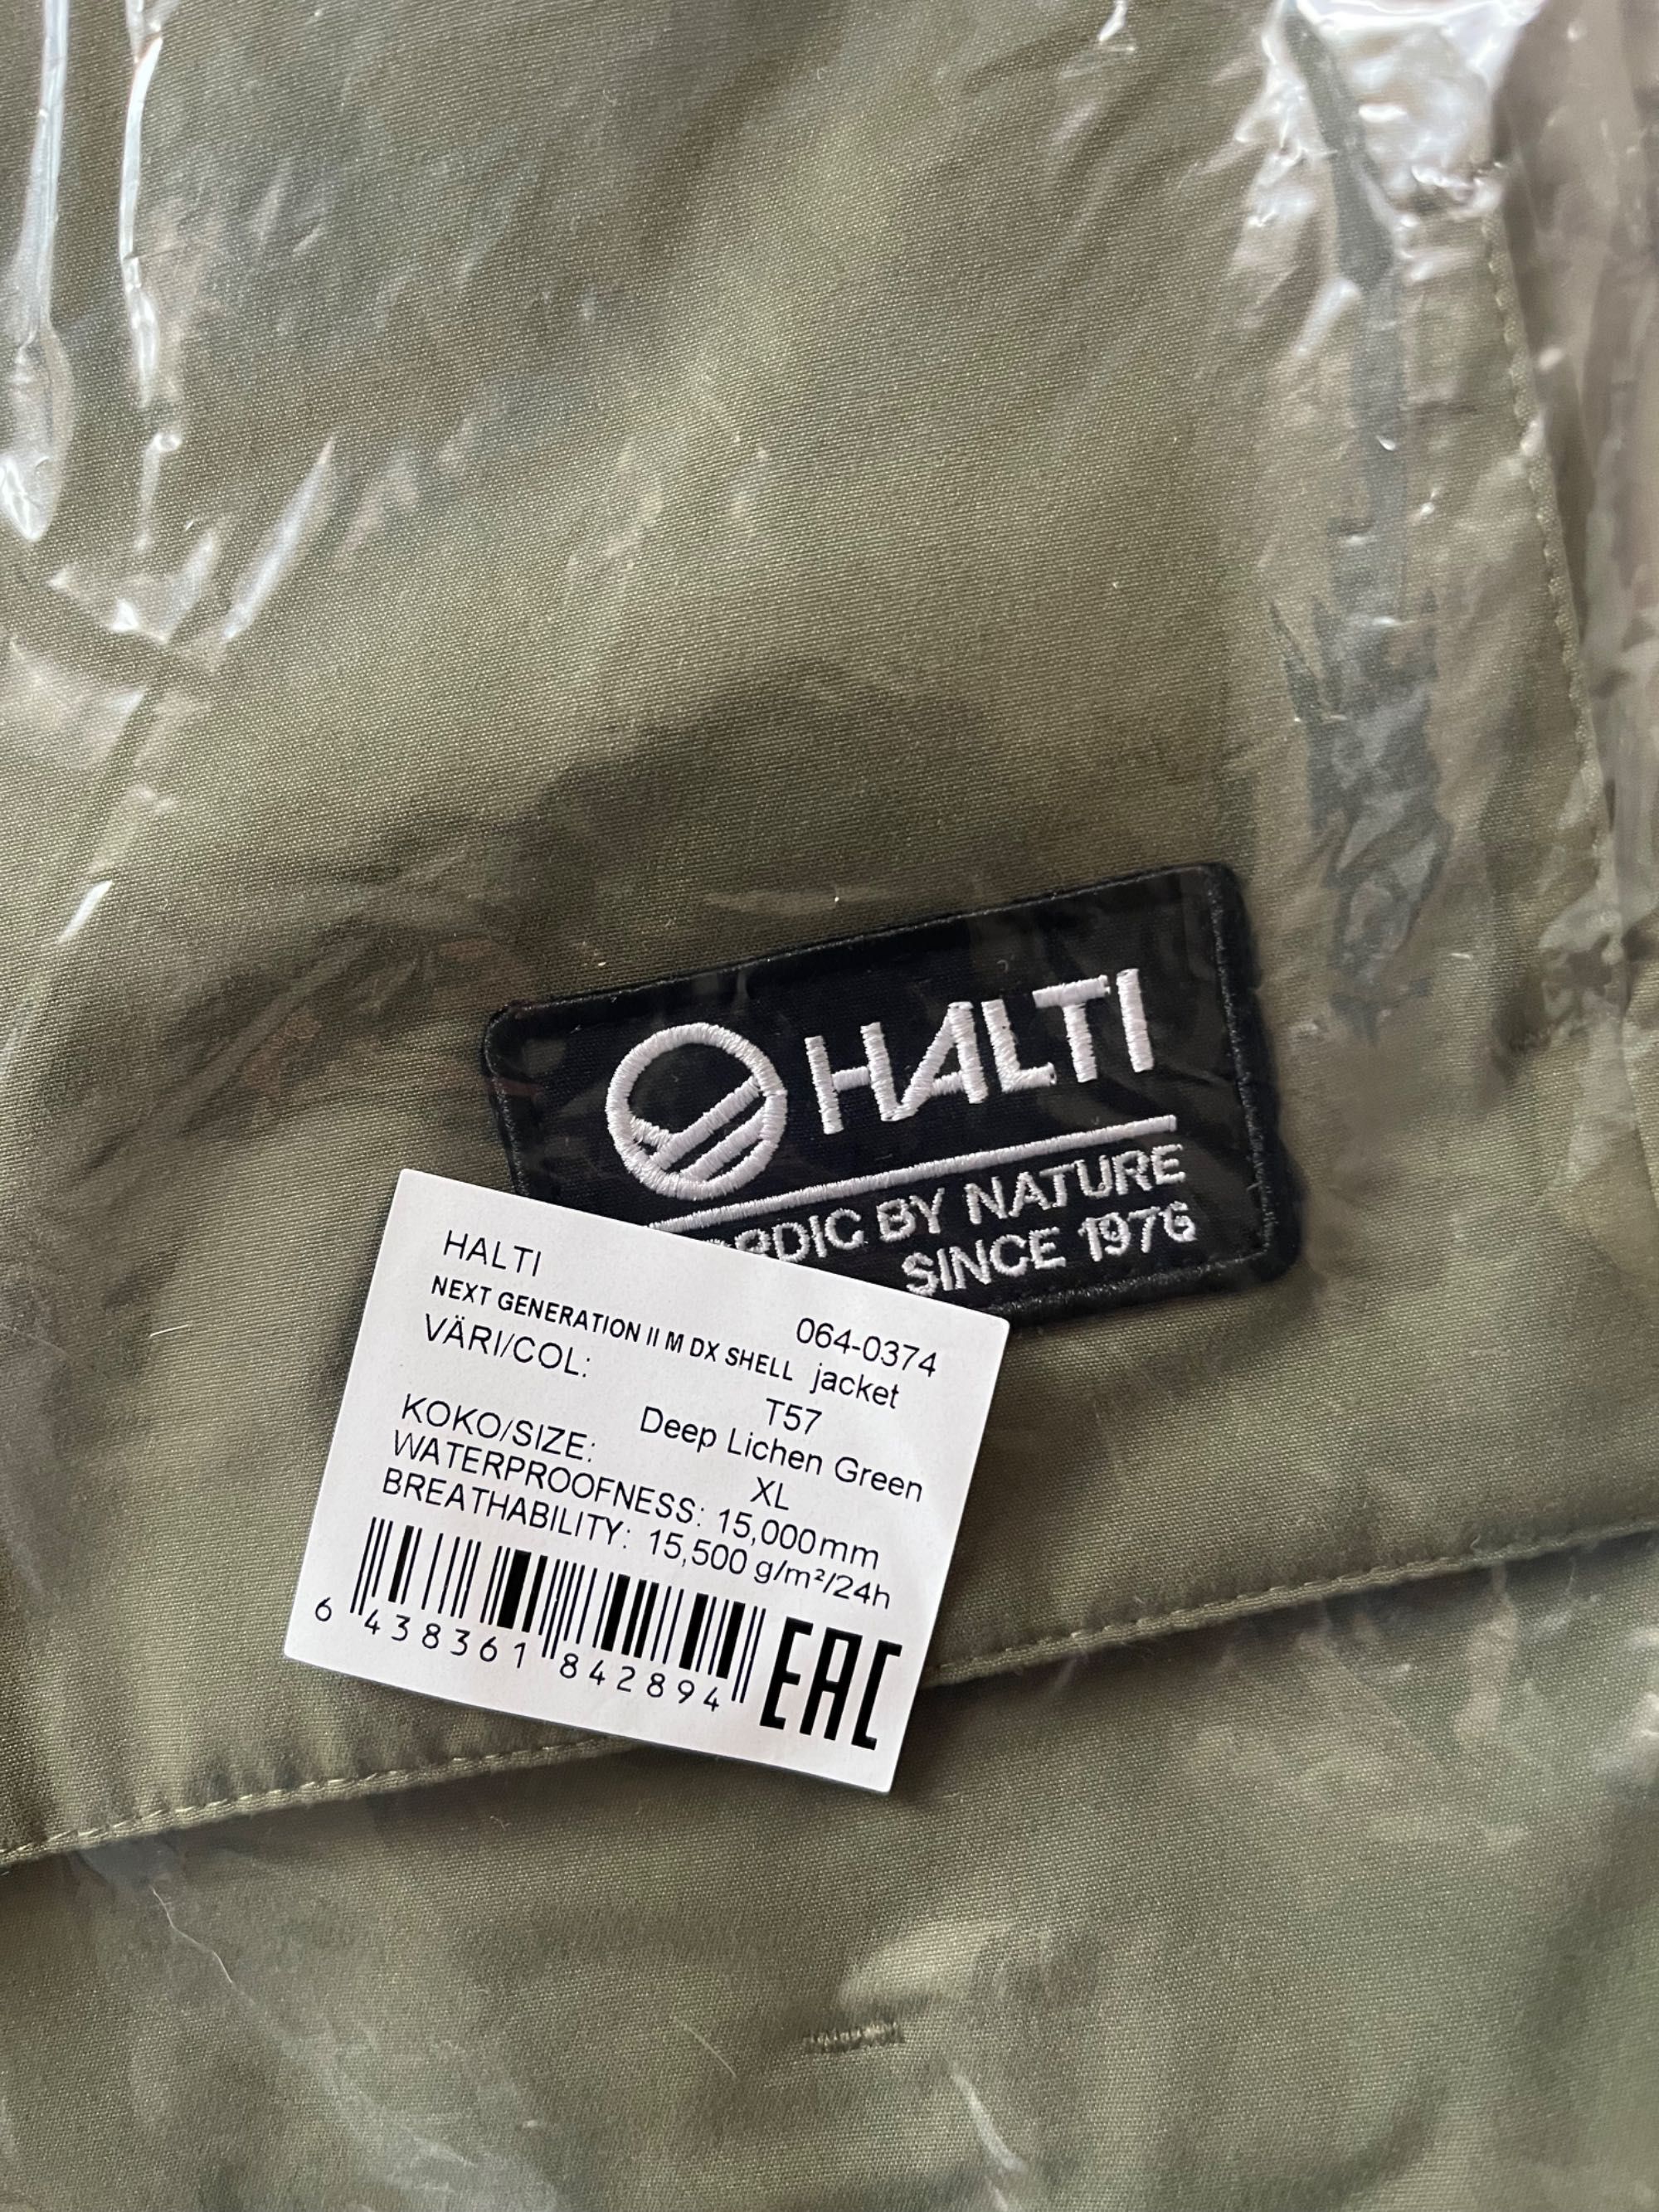 HALTI
BY NATURE
SINCE 1976
HALTI 064-0374
NEXT GENERATION II M DX SHELL jacket
VÄRI/COL: T57
Deep Lichen Green
KOKO/SIZE: XL
WATERPROOFNESS: 15,000mm
BREATHABILITY: 15,500 g/m²/24h
6 438361 842894
EAC